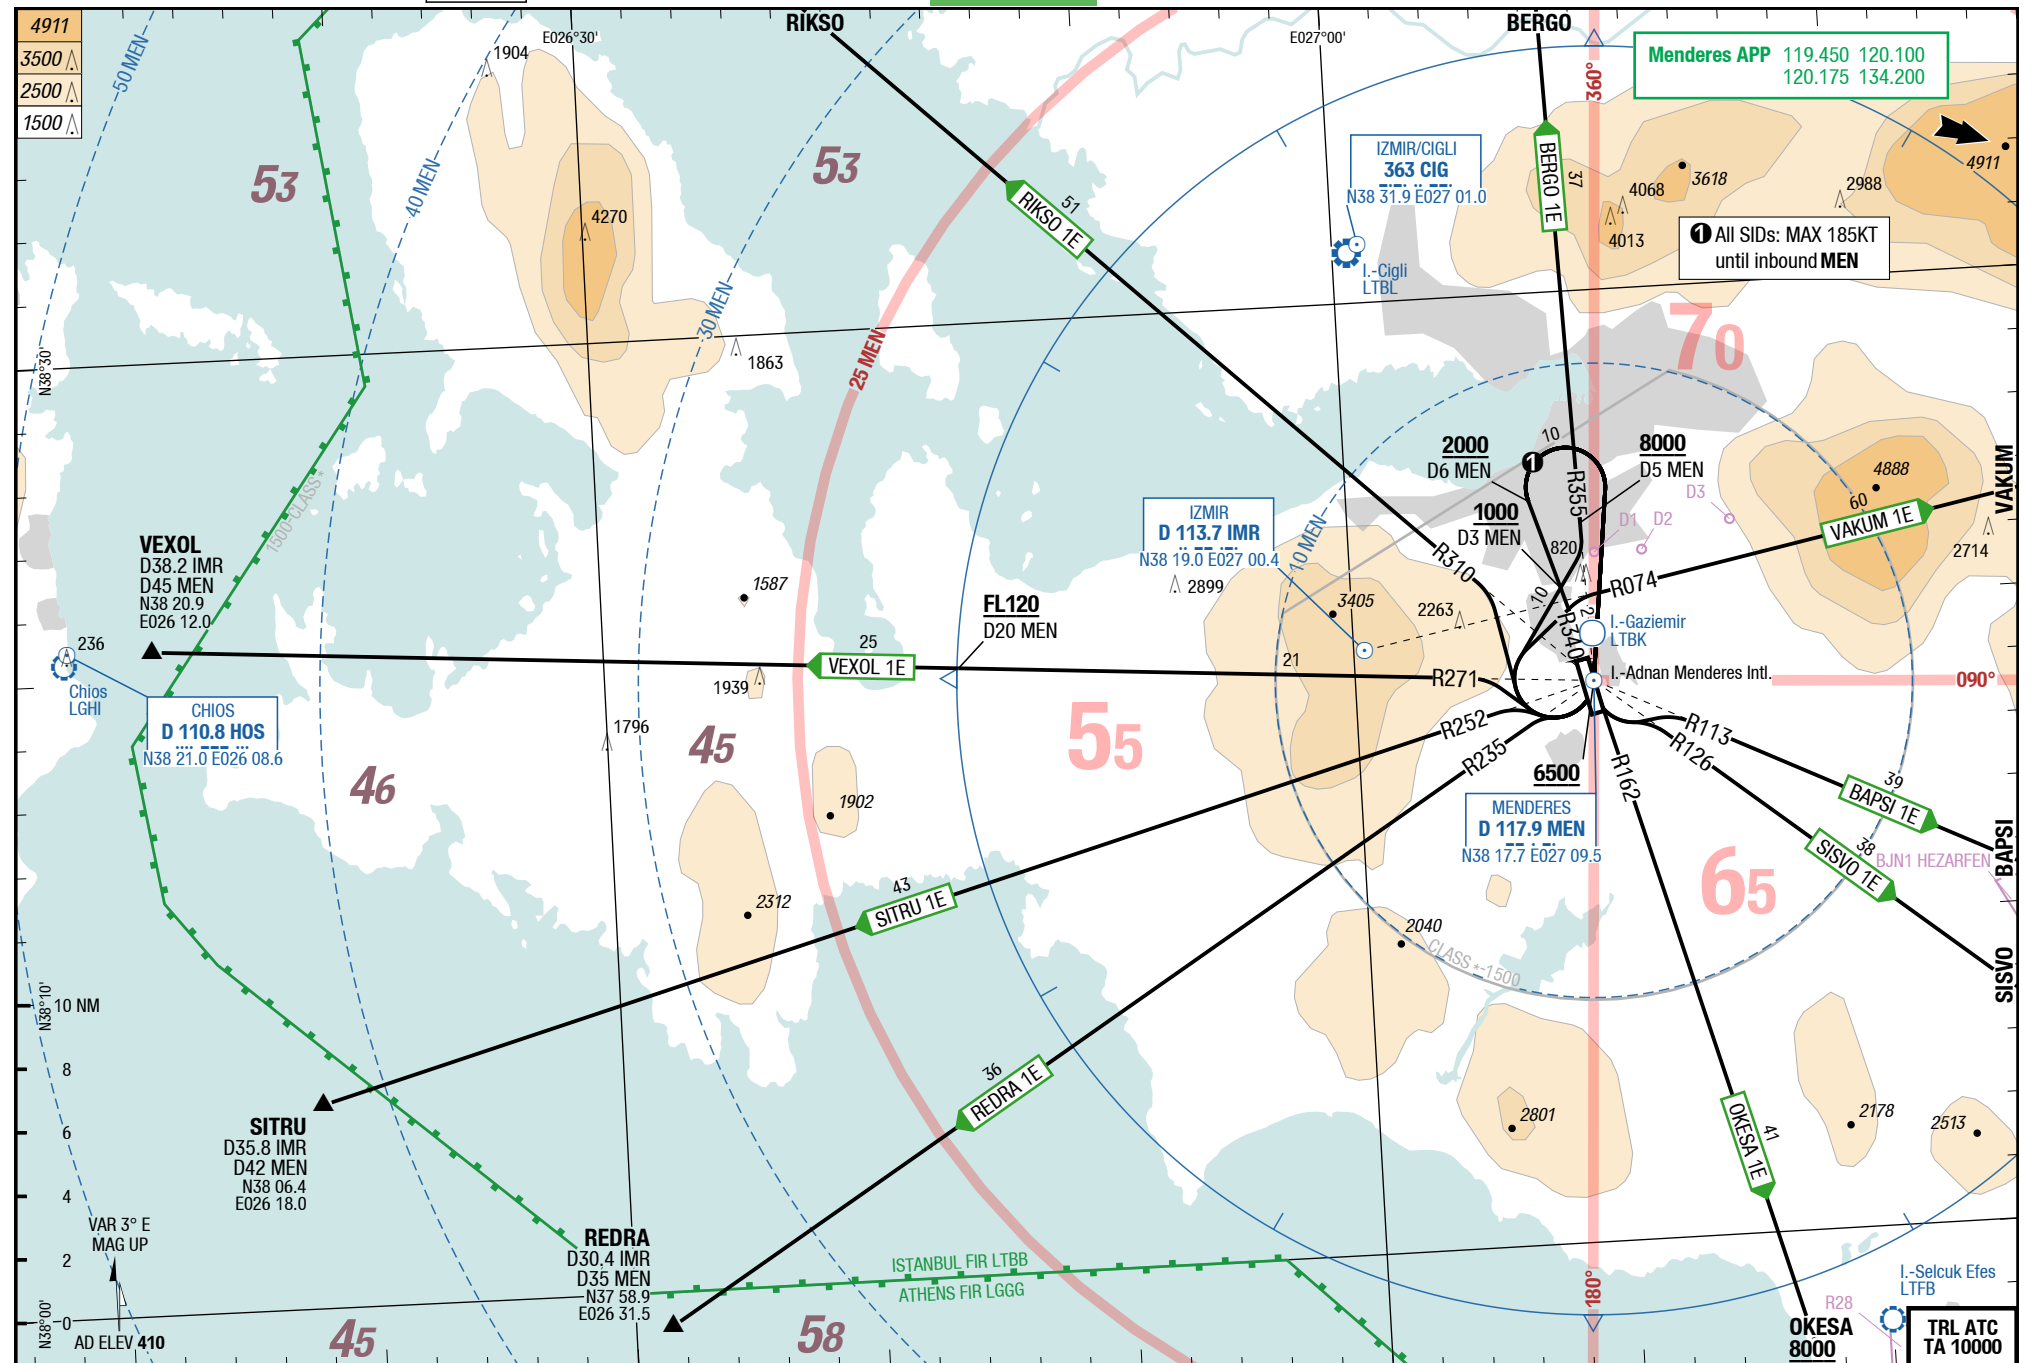 4911
3500
2500
1500
50 MEN
40 MEN
30 MEN
25 MEN
10 MEN
E026°30'
E027°00'
RIKSO
BERGO
360°
Menderes APP 119.450 120.100
120.175 134.200
1904
53
53
4270
51
RIKSO 1E
IZMIR/CIGLI
363 CIG
N38 31.9 E027 01.0
I.-Cigli
LTBL
BERGO 1E
37
4068
3618
4013
2988
4911
1 All SIDs: MAX 185KT
until inbound MEN
70
N38°30'
1863
1500-CLASS*
10
2000
D6 MEN
1
8000
D5 MEN
R355
D3
D1
D2
1000
D3 MEN
820
4888
60
VAKUM 1E
VAKUM
2714
IZMIR
D 113.7 IMR
N38 19.0 E027 00.4
2899
3405
2263
R310
10
R074
2
R340
I.-Gaziemir
LTBK
I.-Adnan Menderes Intl.
090°
VEXOL
D38.2 IMR
D45 MEN
N38 20.9
E026 12.0
236
Chios
LGHI
CHIOS
D 110.8 HOS
N38 21.0 E026 08.6
1587
FL120
D20 MEN
25
VEXOL 1E
21
R271
1939
1796
45
46
55
R252
R235
R113
R126
R162
6500
MENDERES
D 117.9 MEN
N38 17.7 E027 09.5
39
BAPSI 1E
BAPSI
38
SISVO 1E
SISVO
BJN1 HEZARFEN
65
1902
2312
43
SITRU 1E
2040
CLASS *-1500
N38°10'
10 NM
8
6
4
2
0
SITRU
D35.8 IMR
D42 MEN
N38 06.4
E026 18.0
36
REDRA 1E
2801
2178
2513
OKESA 1E
41
VAR 3° E
MAG UP
REDRA
D30.4 IMR
D35 MEN
N37 58.9
E026 31.5
ISTANBUL FIR LTBB
ATHENS FIR LGGG
180°
I.-Selcuk Efes
LTFB
R28
N38°00'
AD ELEV 410
45
58
OKESA
8000
TRL ATC
TA 10000